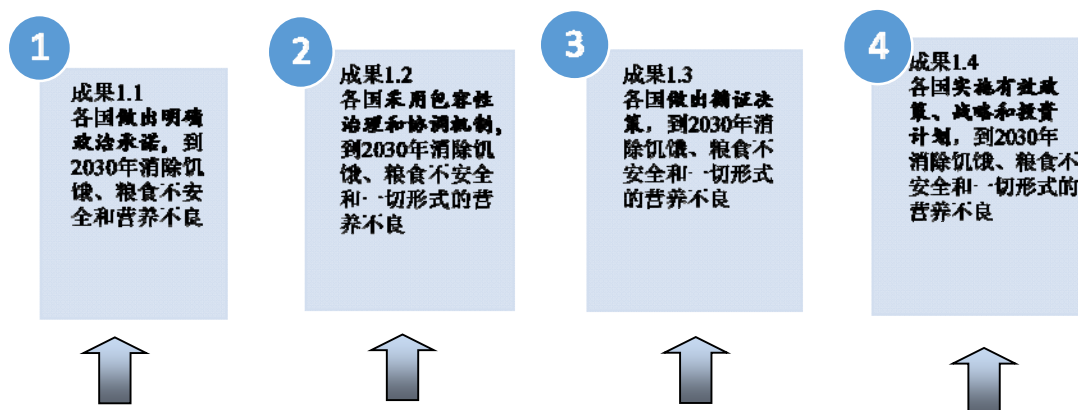 1
成果1.1
各国做出明确
政治承诺，到
2030年消除饥
饿、粮食不安
全和营养不良
2
成果1.2
各国采用包容性
治理和协调机制，
到2030年消除饥
饿、粮食不安全
和一切形式的营
养不良
3
成果1.3
各国做出循证决
策，到2030年消
除饥饿、粮食不
安全和一切形式
的营养不良
4
成果1.4
各国实施有效政
策、战略和投资
计划，到2030年
消除饥饿、粮食不
安全和一切形式的
营养不良